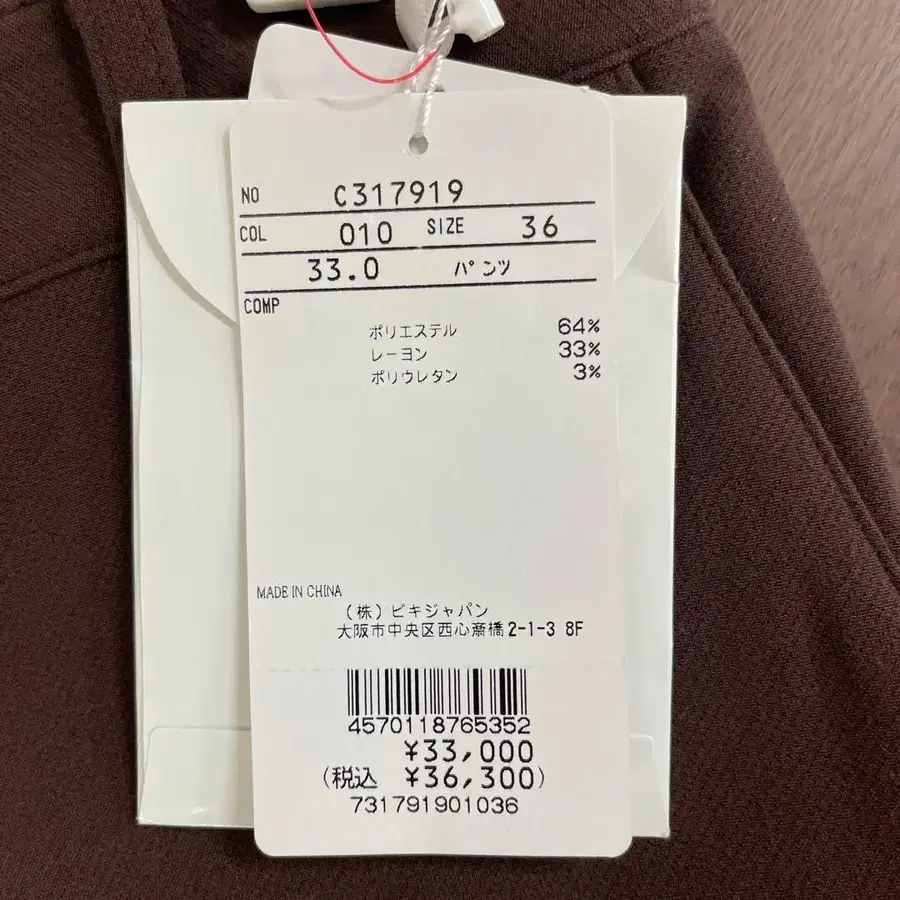 NO C317919
COL 010 SIZE 36
33.0 パンツ
COMP
ポリエステル 64%
レーヨン 33%
ポリウレタン 3%
MADE IN CHINA
(株)ビキジャパン
大阪市中央区西心斎橋2-1-3 8F
4570118765352
¥33,000
(税込 ¥36,300)
731791901036